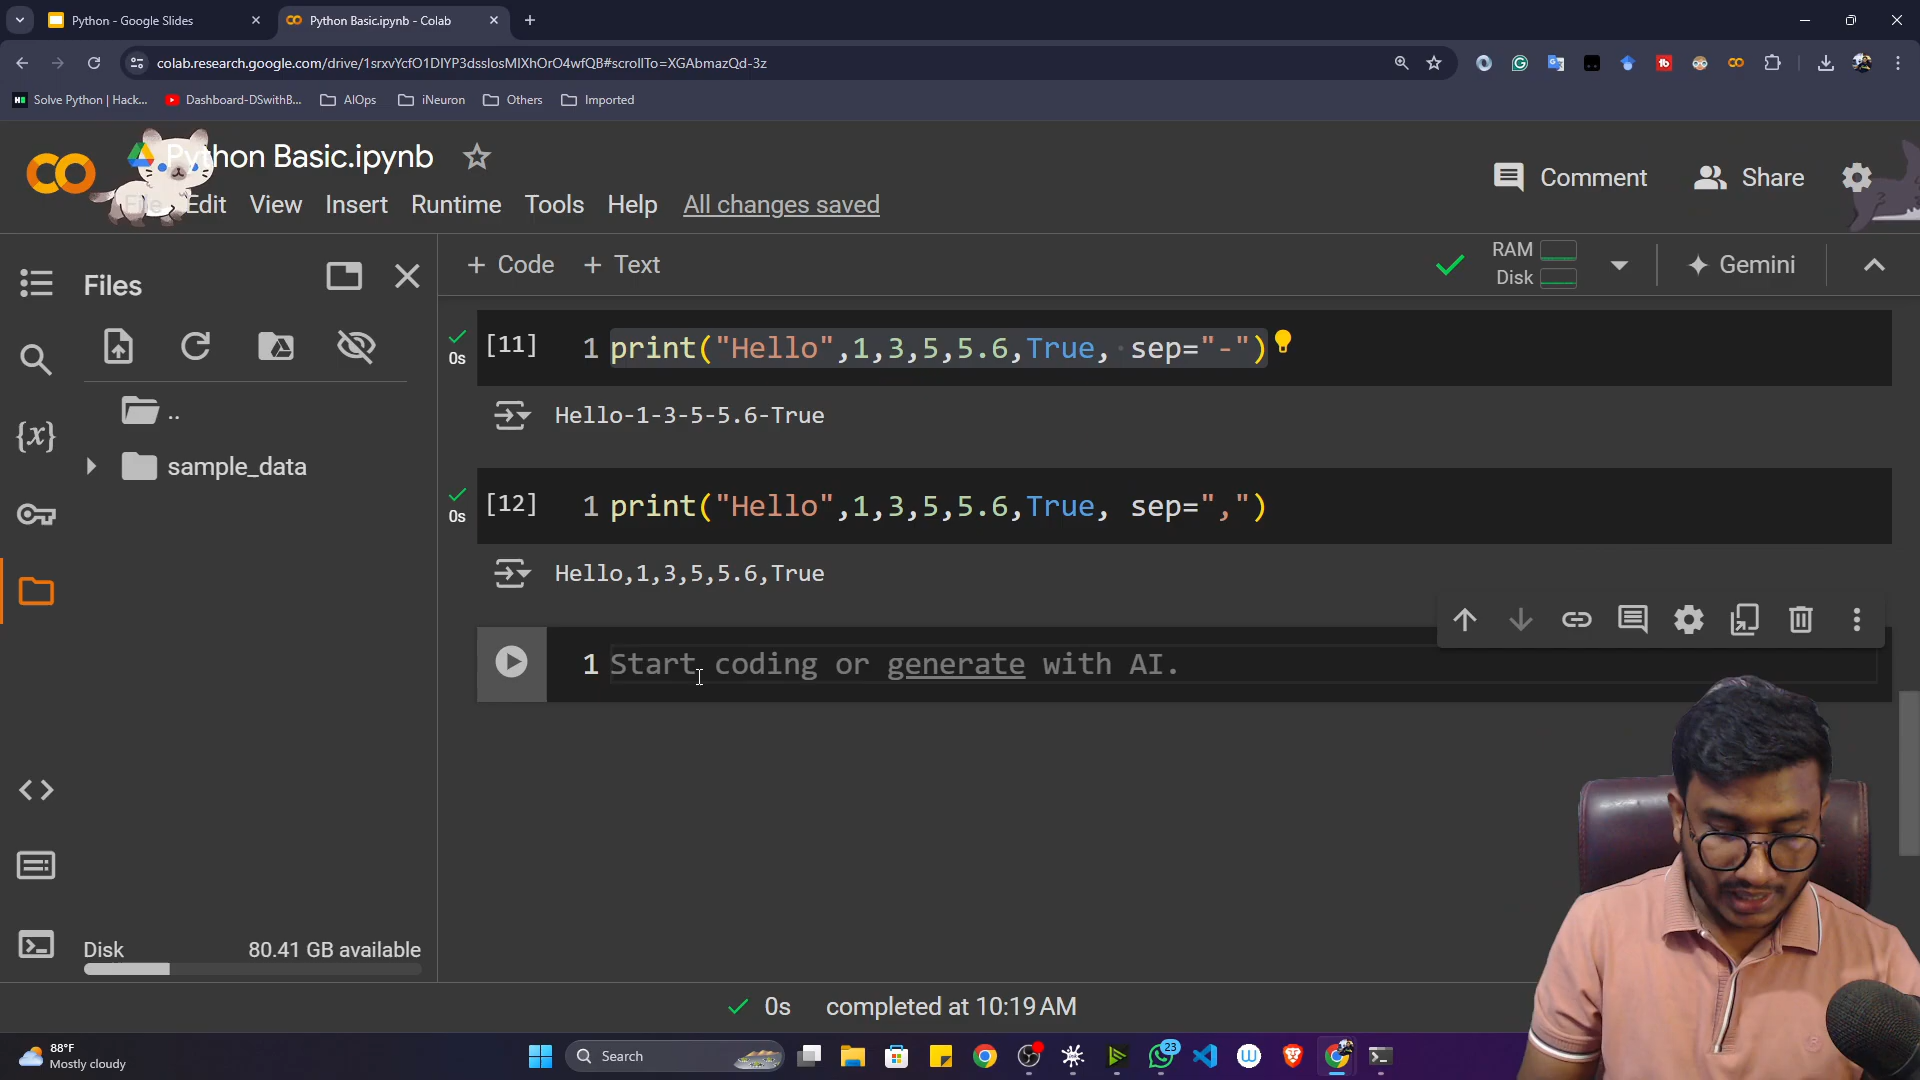 Python - Google Slides
Python Basic.ipynb - Colab
colab.research.google.com/drive/1srxvYcfO1DIYP3dsslosMIXhOrO4wfQB#scrollTo=XGAbmazQd-3z
Solve Python | Hack...
Dashboard-DSwithB...
AIOps
iNeuron
Others
Imported
Python Basic.ipynb
File Edit View Insert Runtime Tools Help All changes saved
Comment
Share
Files
+ Code + Text
RAM
Disk
Gemini
..
sample_data
{x}
[11] 1 print("Hello",1,3,5,5.6,True, sep="-")
0s
Hello-1-3-5-5.6-True
[12] 1 print("Hello",1,3,5,5.6,True, sep=",")
0s
Hello,1,3,5,5.6,True
1 Start coding or generate with AI.
Disk 80.41 GB available
0s completed at 10:19 AM
88°F
Mostly cloudy
Search
23